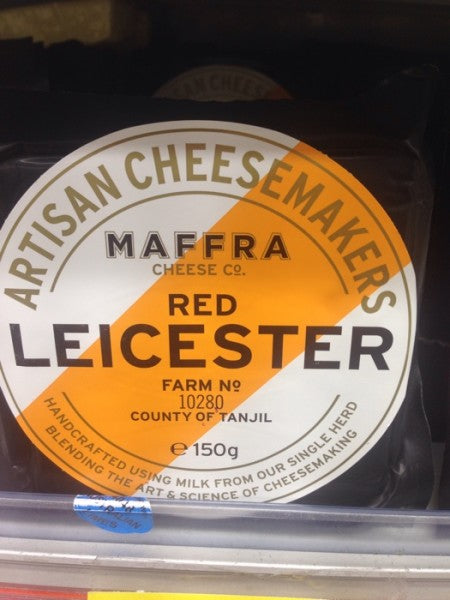 ARTISAN CHEESEMAKERS
MAFFRA
CHEESE Co.
RED
LEICESTER
FARM No
10280
COUNTY OF TANJIL
e 150g
HANDCRAFTED USING MILK FROM OUR SINGLE HERD
BLENDING THE ART & SCIENCE OF CHEESEMAKING